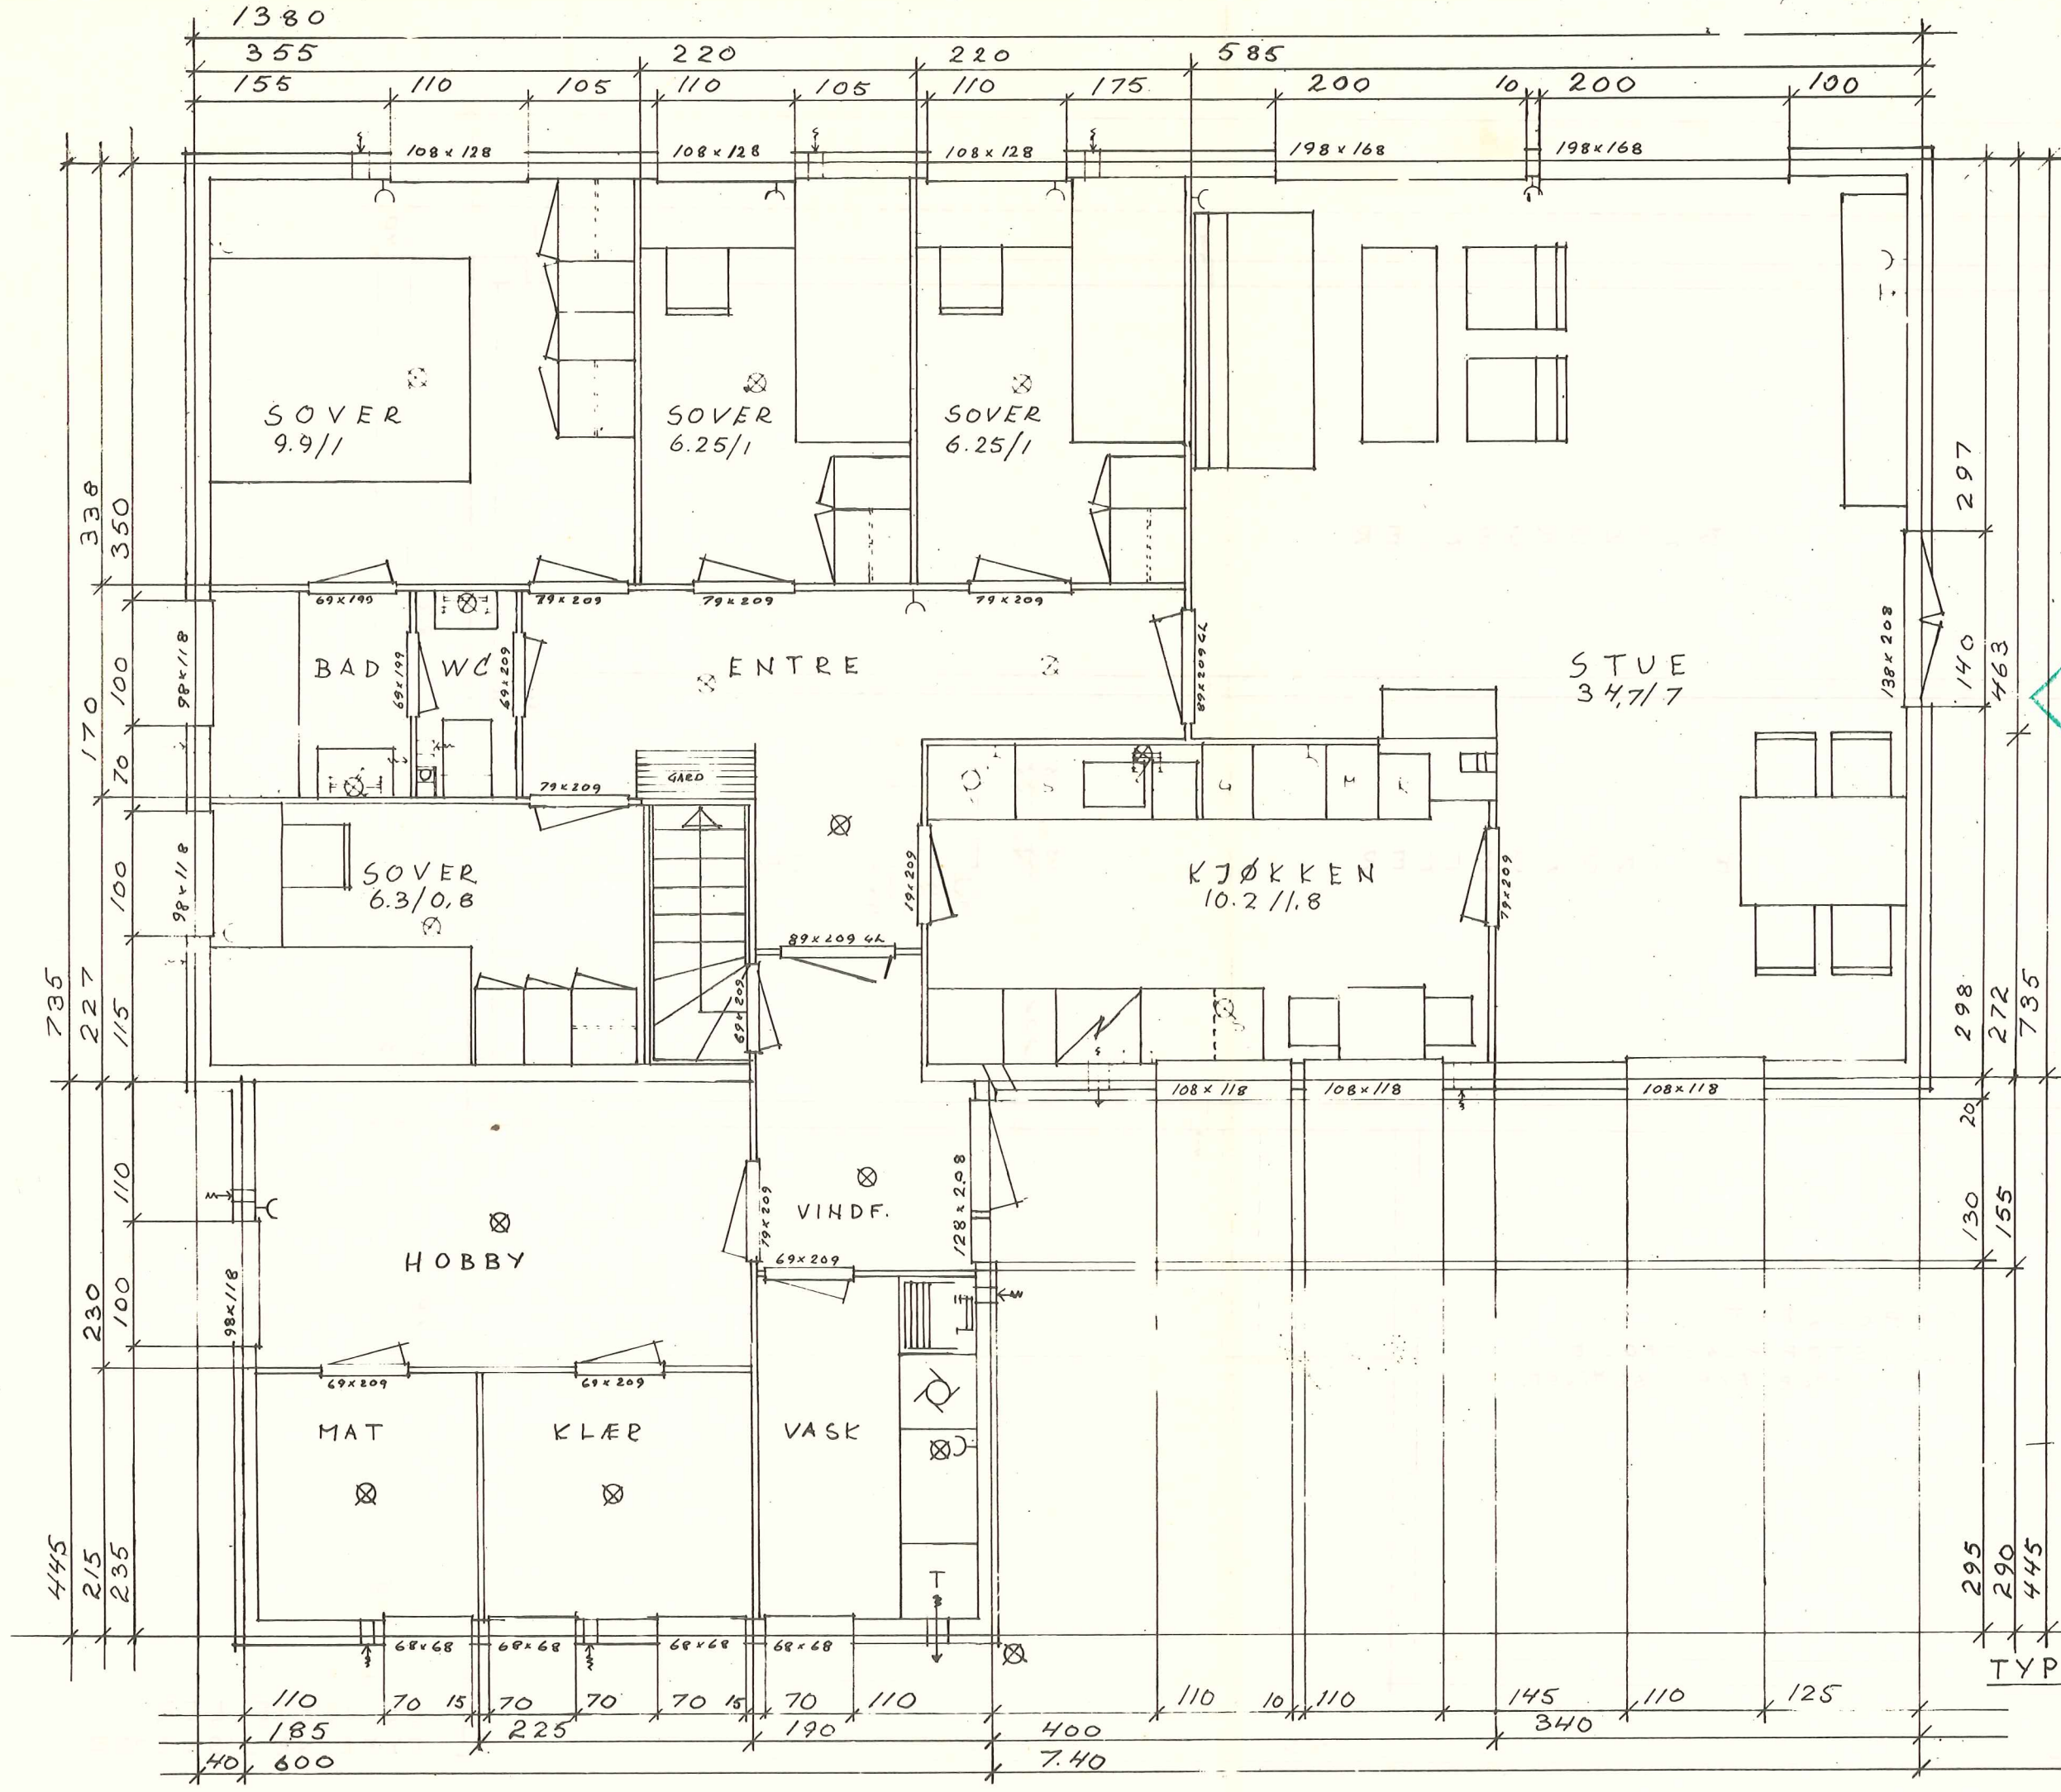 1380
355 220 220 585
155 110 105 110 105 110 175 200 10 200 100
108 x 128 108 x 128 108 x 128 198 x 168 198 x 168
SOVER
9.9/1
SOVER
6.25/1
SOVER
6.25/1
69 x 199 79 x 209 79 x 209 79 x 209
BAD
69 x 199
WC
69 x 209
ENTRE
89 x 209 GL
STUE
34,7/7
138 x 208
98 x 118
GARD
79 x 209
SOVER
6.3/0,8
98 x 118
KJØKKEN
10.2/1.8
79 x 209
89 x 209 GL
69 x 209
108 x 118 108 x 118 108 x 118
HOBBY
98 x 118
79 x 209
VINDF.
128 x 2,08
69 x 209
69 x 209 69 x 209
MAT
KLÆR
VASK
T
68 x 68 68 x 68 68 x 68 68 x 68
338
350
170
100
70
735
227
100
115
110
100
230
445
215
235
297
140
463
298
272
735
20
130
155
295
290
445
TYP
110 70 15 70 70 70 15 70 110 110 10 110 145 110 125
185 225 190 400 340
40 600 7.40